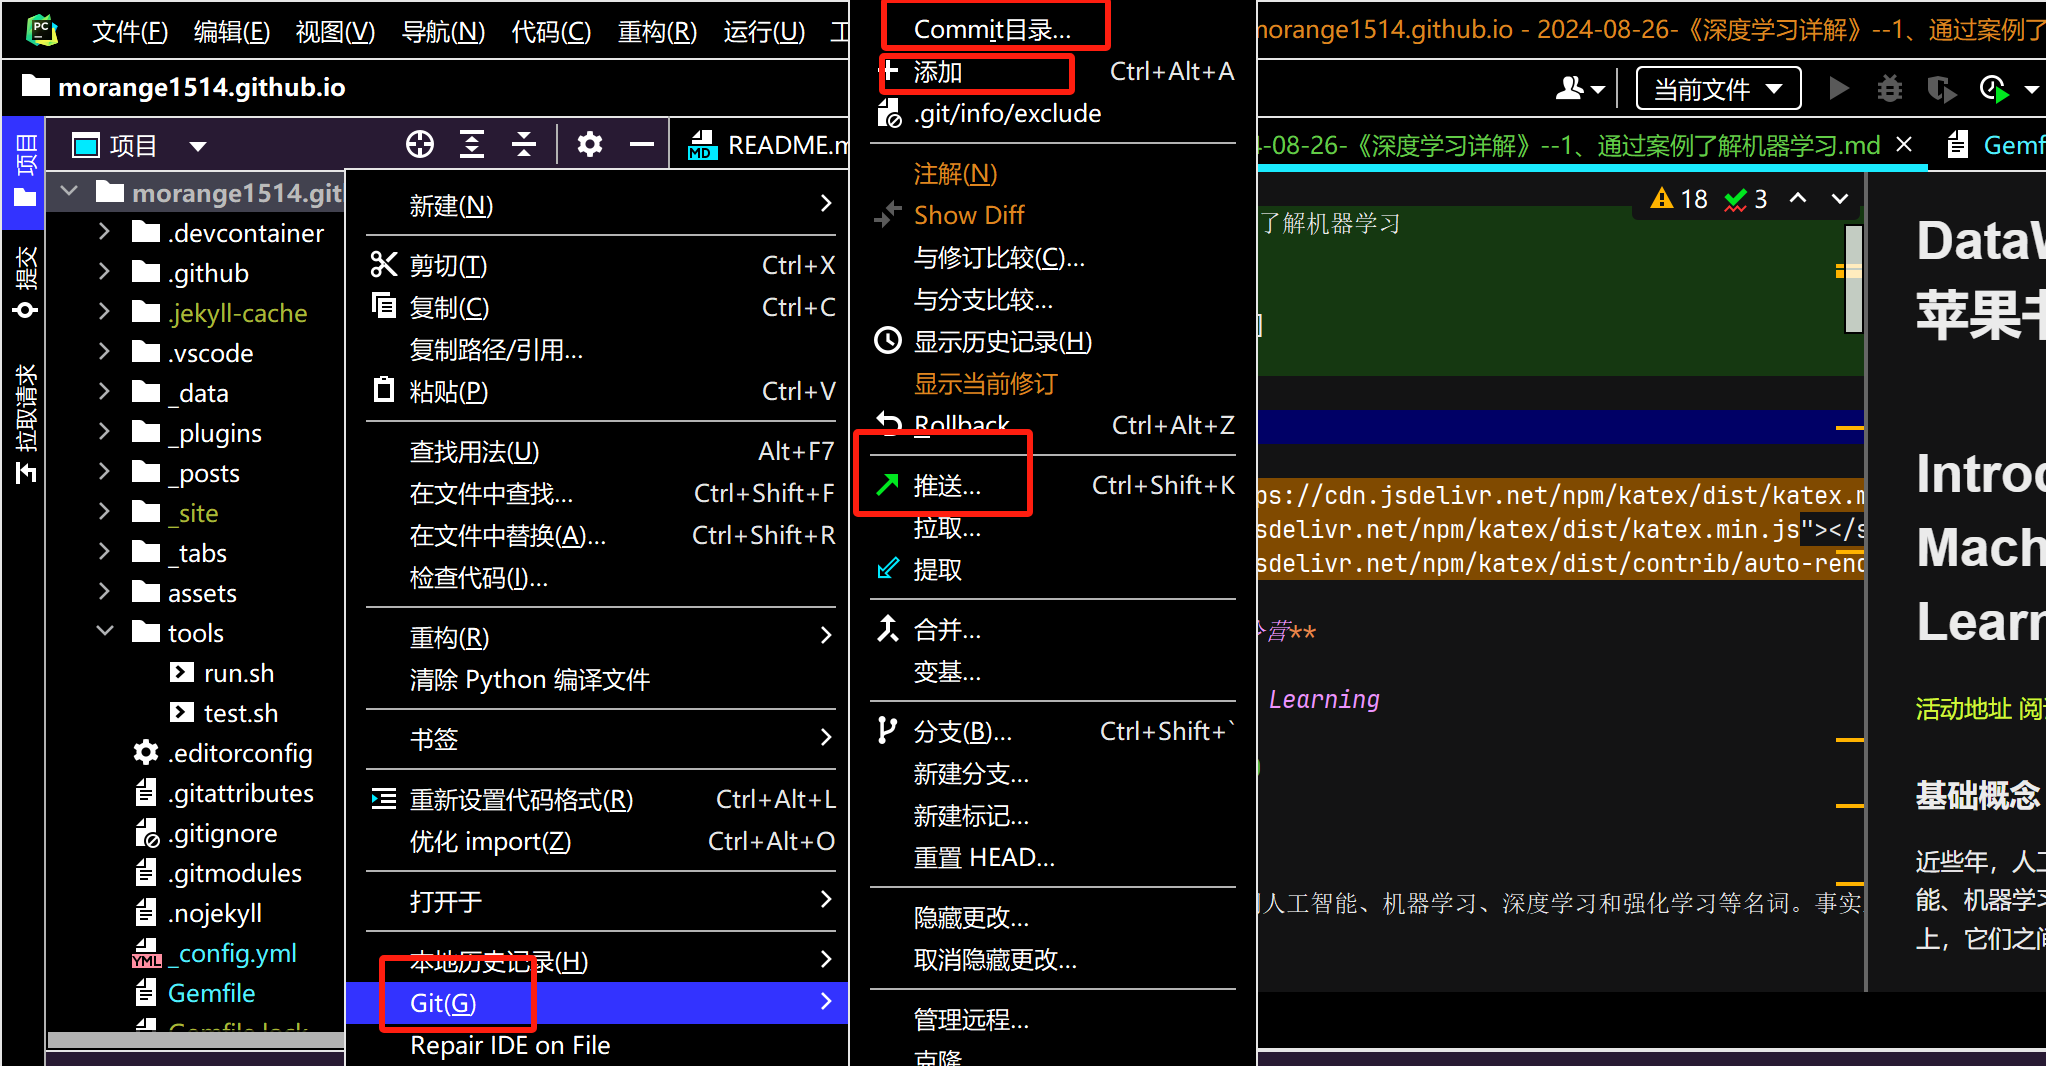 文件(F) 编辑(E) 视图(V) 导航(N) 代码(C) 重构(R) 运行(U)
morange1514.github.io - 2024-08-26-《深度学习详解》--1、通过案例了
morange1514.github.io
当前文件
项目
README.m
-08-26-《深度学习详解》--1、通过案例了解机器学习.md
Gemf
项目
提交
拉取请求
morange1514.git
.devcontainer
.github
.jekyll-cache
.vscode
_data
_plugins
_posts
_site
_tabs
assets
tools
run.sh
test.sh
.editorconfig
.gitattributes
.gitignore
.gitmodules
.nojekyll
_config.yml
Gemfile
Gemfile.lock
新建(N)
剪切(T) Ctrl+X
复制(C) Ctrl+C
复制路径/引用...
粘贴(P) Ctrl+V
查找用法(U) Alt+F7
在文件中查找... Ctrl+Shift+F
在文件中替换(A)... Ctrl+Shift+R
检查代码(I)...
重构(R)
清除 Python 编译文件
书签
重新设置代码格式(R) Ctrl+Alt+L
优化 import(Z) Ctrl+Alt+O
打开于
本地历史记录(H)
Git(G)
Repair IDE on File
Commit目录...
添加 Ctrl+Alt+A
.git/info/exclude
注解(N)
Show Diff
与修订比较(C)...
与分支比较...
显示历史记录(H)
显示当前修订
Rollback... Ctrl+Alt+Z
推送... Ctrl+Shift+K
拉取...
提取
合并...
变基...
分支(B)... Ctrl+Shift+`
新建分支...
新建标记...
重置 HEAD...
隐藏更改...
取消隐藏更改...
管理远程...
克隆
18 3
了解机器学习
]
ps://cdn.jsdelivr.net/npm/katex/dist/katex.m
sdelivr.net/npm/katex/dist/katex.min.js"></s
sdelivr.net/npm/katex/dist/contrib/auto-rend
营**
Learning
)
人工智能、机器学习、深度学习和强化学习等名词。事实
DataW
苹果书
Introd
Mach
Learn
活动地址 阅
基础概念
近些年，人工
能、机器学习
上，它们之间